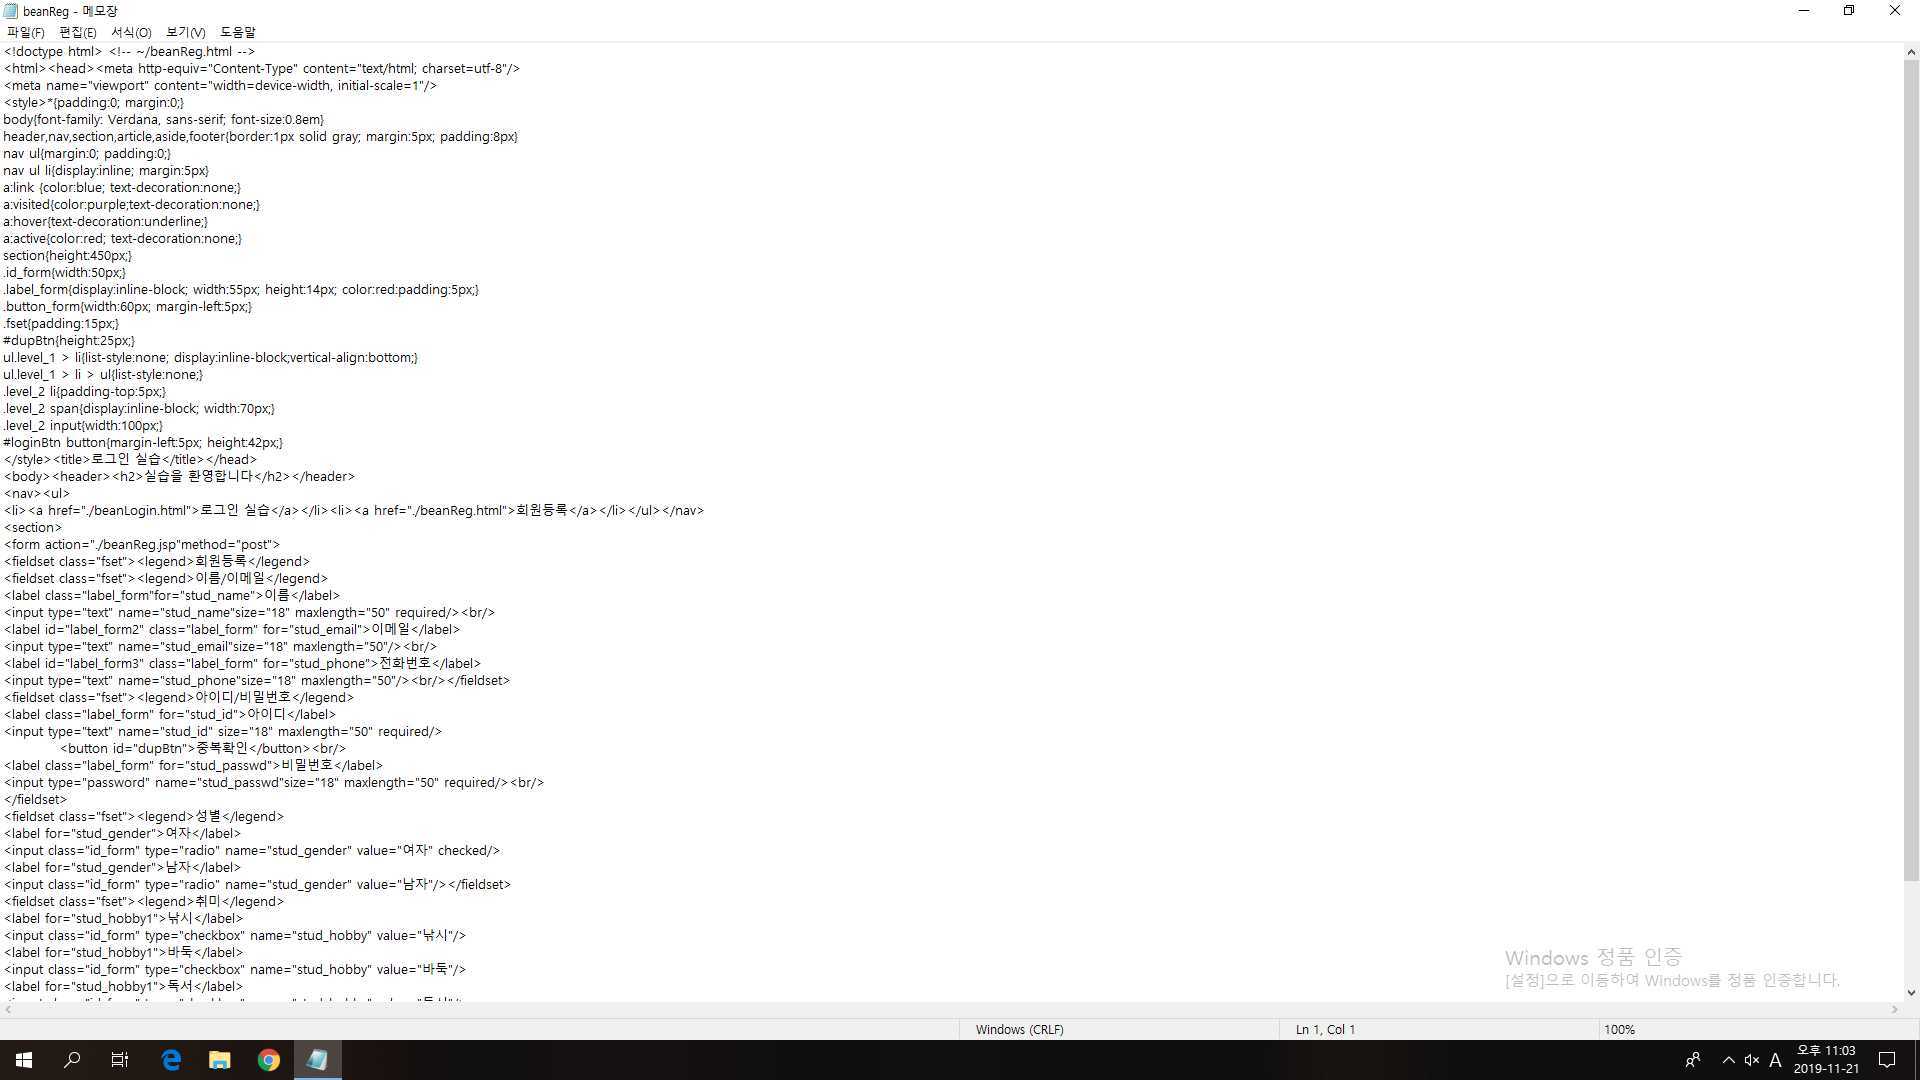 beanReg - 메모장
파일(F) 편집(E) 서식(O) 보기(V) 도움말
<!doctype html> <!-- ~/beanReg.html -->
<html><head><meta http-equiv="Content-Type" content="text/html; charset=utf-8"/>
<meta name="viewport" content="width=device-width, initial-scale=1"/>
<style>*{padding:0; margin:0;}
body{font-family: Verdana, sans-serif; font-size:0.8em}
header,nav,section,article,aside,footer{border:1px solid gray; margin:5px; padding:8px}
nav ul{margin:0; padding:0;}
nav ul li{display:inline; margin:5px}
a:link {color:blue; text-decoration:none;}
a:visited{color:purple;text-decoration:none;}
a:hover{text-decoration:underline;}
a:active{color:red; text-decoration:none;}
section{height:450px;}
.id_form{width:50px;}
.label_form{display:inline-block; width:55px; height:14px; color:red:padding:5px;}
.button_form{width:60px; margin-left:5px;}
.fset{padding:15px;}
#dupBtn{height:25px;}
ul.level_1 > li{list-style:none; display:inline-block;vertical-align:bottom;}
ul.level_1 > li > ul{list-style:none;}
.level_2 li{padding-top:5px;}
.level_2 span{display:inline-block; width:70px;}
.level_2 input{width:100px;}
#loginBtn button{margin-left:5px; height:42px;}
</style><title>로그인 실습</title></head>
<body><header><h2>실습을 환영합니다</h2></header>
<nav><ul>
<li><a href="./beanLogin.html">로그인 실습</a></li><li><a href="./beanReg.html">회원등록</a></li></ul></nav>
<section>
<form action="./beanReg.jsp"method="post">
<fieldset class="fset"><legend>회원등록</legend>
<fieldset class="fset"><legend>이름/이메일</legend>
<label class="label_form"for="stud_name">이름</label>
<input type="text" name="stud_name"size="18" maxlength="50" required/><br/>
<label id="label_form2" class="label_form" for="stud_email">이메일</label>
<input type="text" name="stud_email"size="18" maxlength="50"/><br/>
<label id="label_form3" class="label_form" for="stud_phone">전화번호</label>
<input type="text" name="stud_phone"size="18" maxlength="50"/><br/></fieldset>
<fieldset class="fset"><legend>아이디/비밀번호</legend>
<label class="label_form" for="stud_id">아이디</label>
<input type="text" name="stud_id" size="18" maxlength="50" required/>
<button id="dupBtn">중복확인</button><br/>
<label class="label_form" for="stud_passwd">비밀번호</label>
<input type="password" name="stud_passwd"size="18" maxlength="50" required/><br/>
</fieldset>
<fieldset class="fset"><legend>성별</legend>
<label for="stud_gender">여자</label>
<input class="id_form" type="radio" name="stud_gender" value="여자" checked/>
<label for="stud_gender">남자</label>
<input class="id_form" type="radio" name="stud_gender" value="남자"/></fieldset>
<fieldset class="fset"><legend>취미</legend>
<label for="stud_hobby1">낚시</label>
<input class="id_form" type="checkbox" name="stud_hobby" value="낚시"/>
<label for="stud_hobby1">바둑</label>
<input class="id_form" type="checkbox" name="stud_hobby" value="바둑"/>
<label for="stud_hobby1">독서</label>
Windows 정품 인증
[설정]으로 이동하여 Windows를 정품 인증합니다.
Windows (CRLF) Ln 1, Col 1 100%
A 오후 11:03
2019-11-21